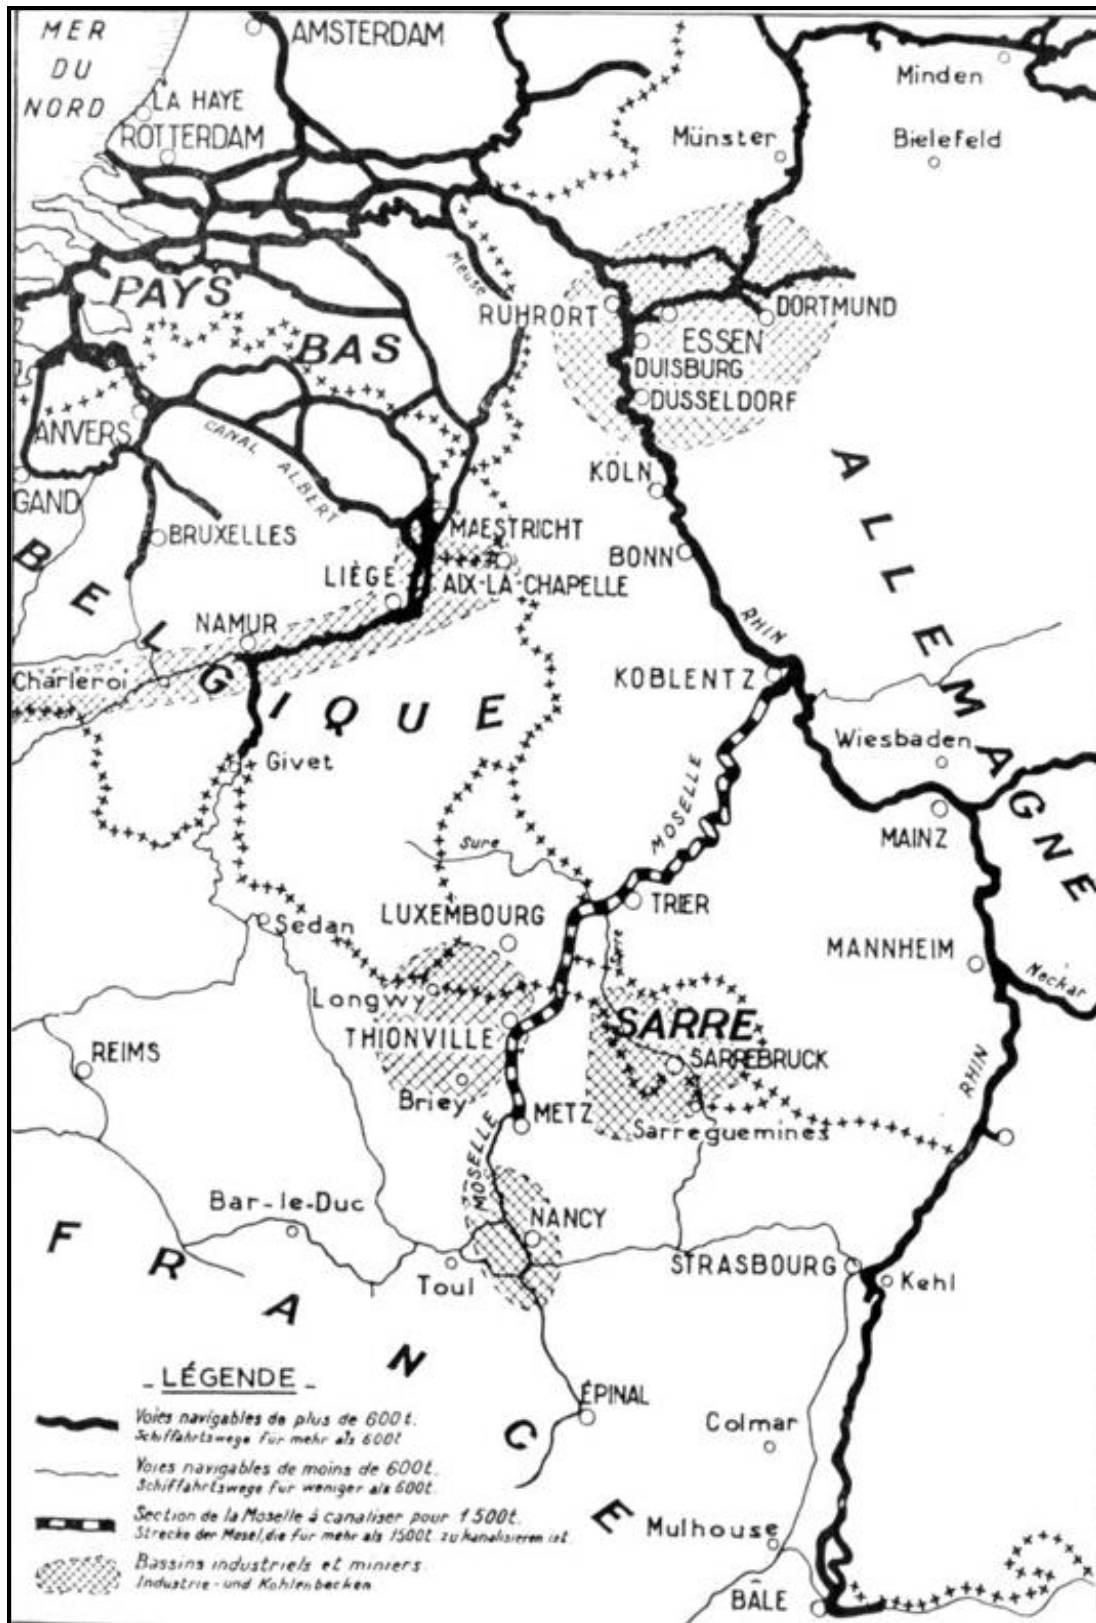 MER
DU
NORD
AMSTERDAM
LA HAYE
ROTTERDAM
Minden
Münster
Bielefeld
Meuse
PAYS
BAS
RUHRORT
DORTMUND
ESSEN
DUISBURG
DUSSELDORF
ANVERS
CANAL ALBERT
GAND
KÖLN
BRUXELLES
MAESTRICHT
BONN
LIÈGE
AIX-LA-CHAPELLE
NAMUR
RHIN
Charleroi
KOBLENTZ
BELGIQUE
ALLEMAGNE
Givet
Wiesbaden
MOSELLE
MAINZ
Sure
TRIER
LUXEMBOURG
Sedan
MANNHEIM
Sarre
Neckar
Longwy
THIONVILLE
SARRE
SARREBRUCK
REIMS
RHIN
Briey
METZ
Sarreguemines
MOSELLE
Bar-le-Duc
NANCY
Toul
STRASBOURG
Kehl
FRANCE
ÉPINAL
Colmar
Mulhouse
BÂLE
- LÉGENDE -
Voies navigables de plus de 600t.
Schiffahrtswege für mehr als 600t
Voies navigables de moins de 600t.
Schiffahrtswege für weniger als 600t.
Section de la Moselle à canaliser pour 1500t.
Strecke der Mosel, die für mehr als 1500t. zu kanalisieren ist
Bassins industriels et miniers.
Industrie-und Kohlenbecken